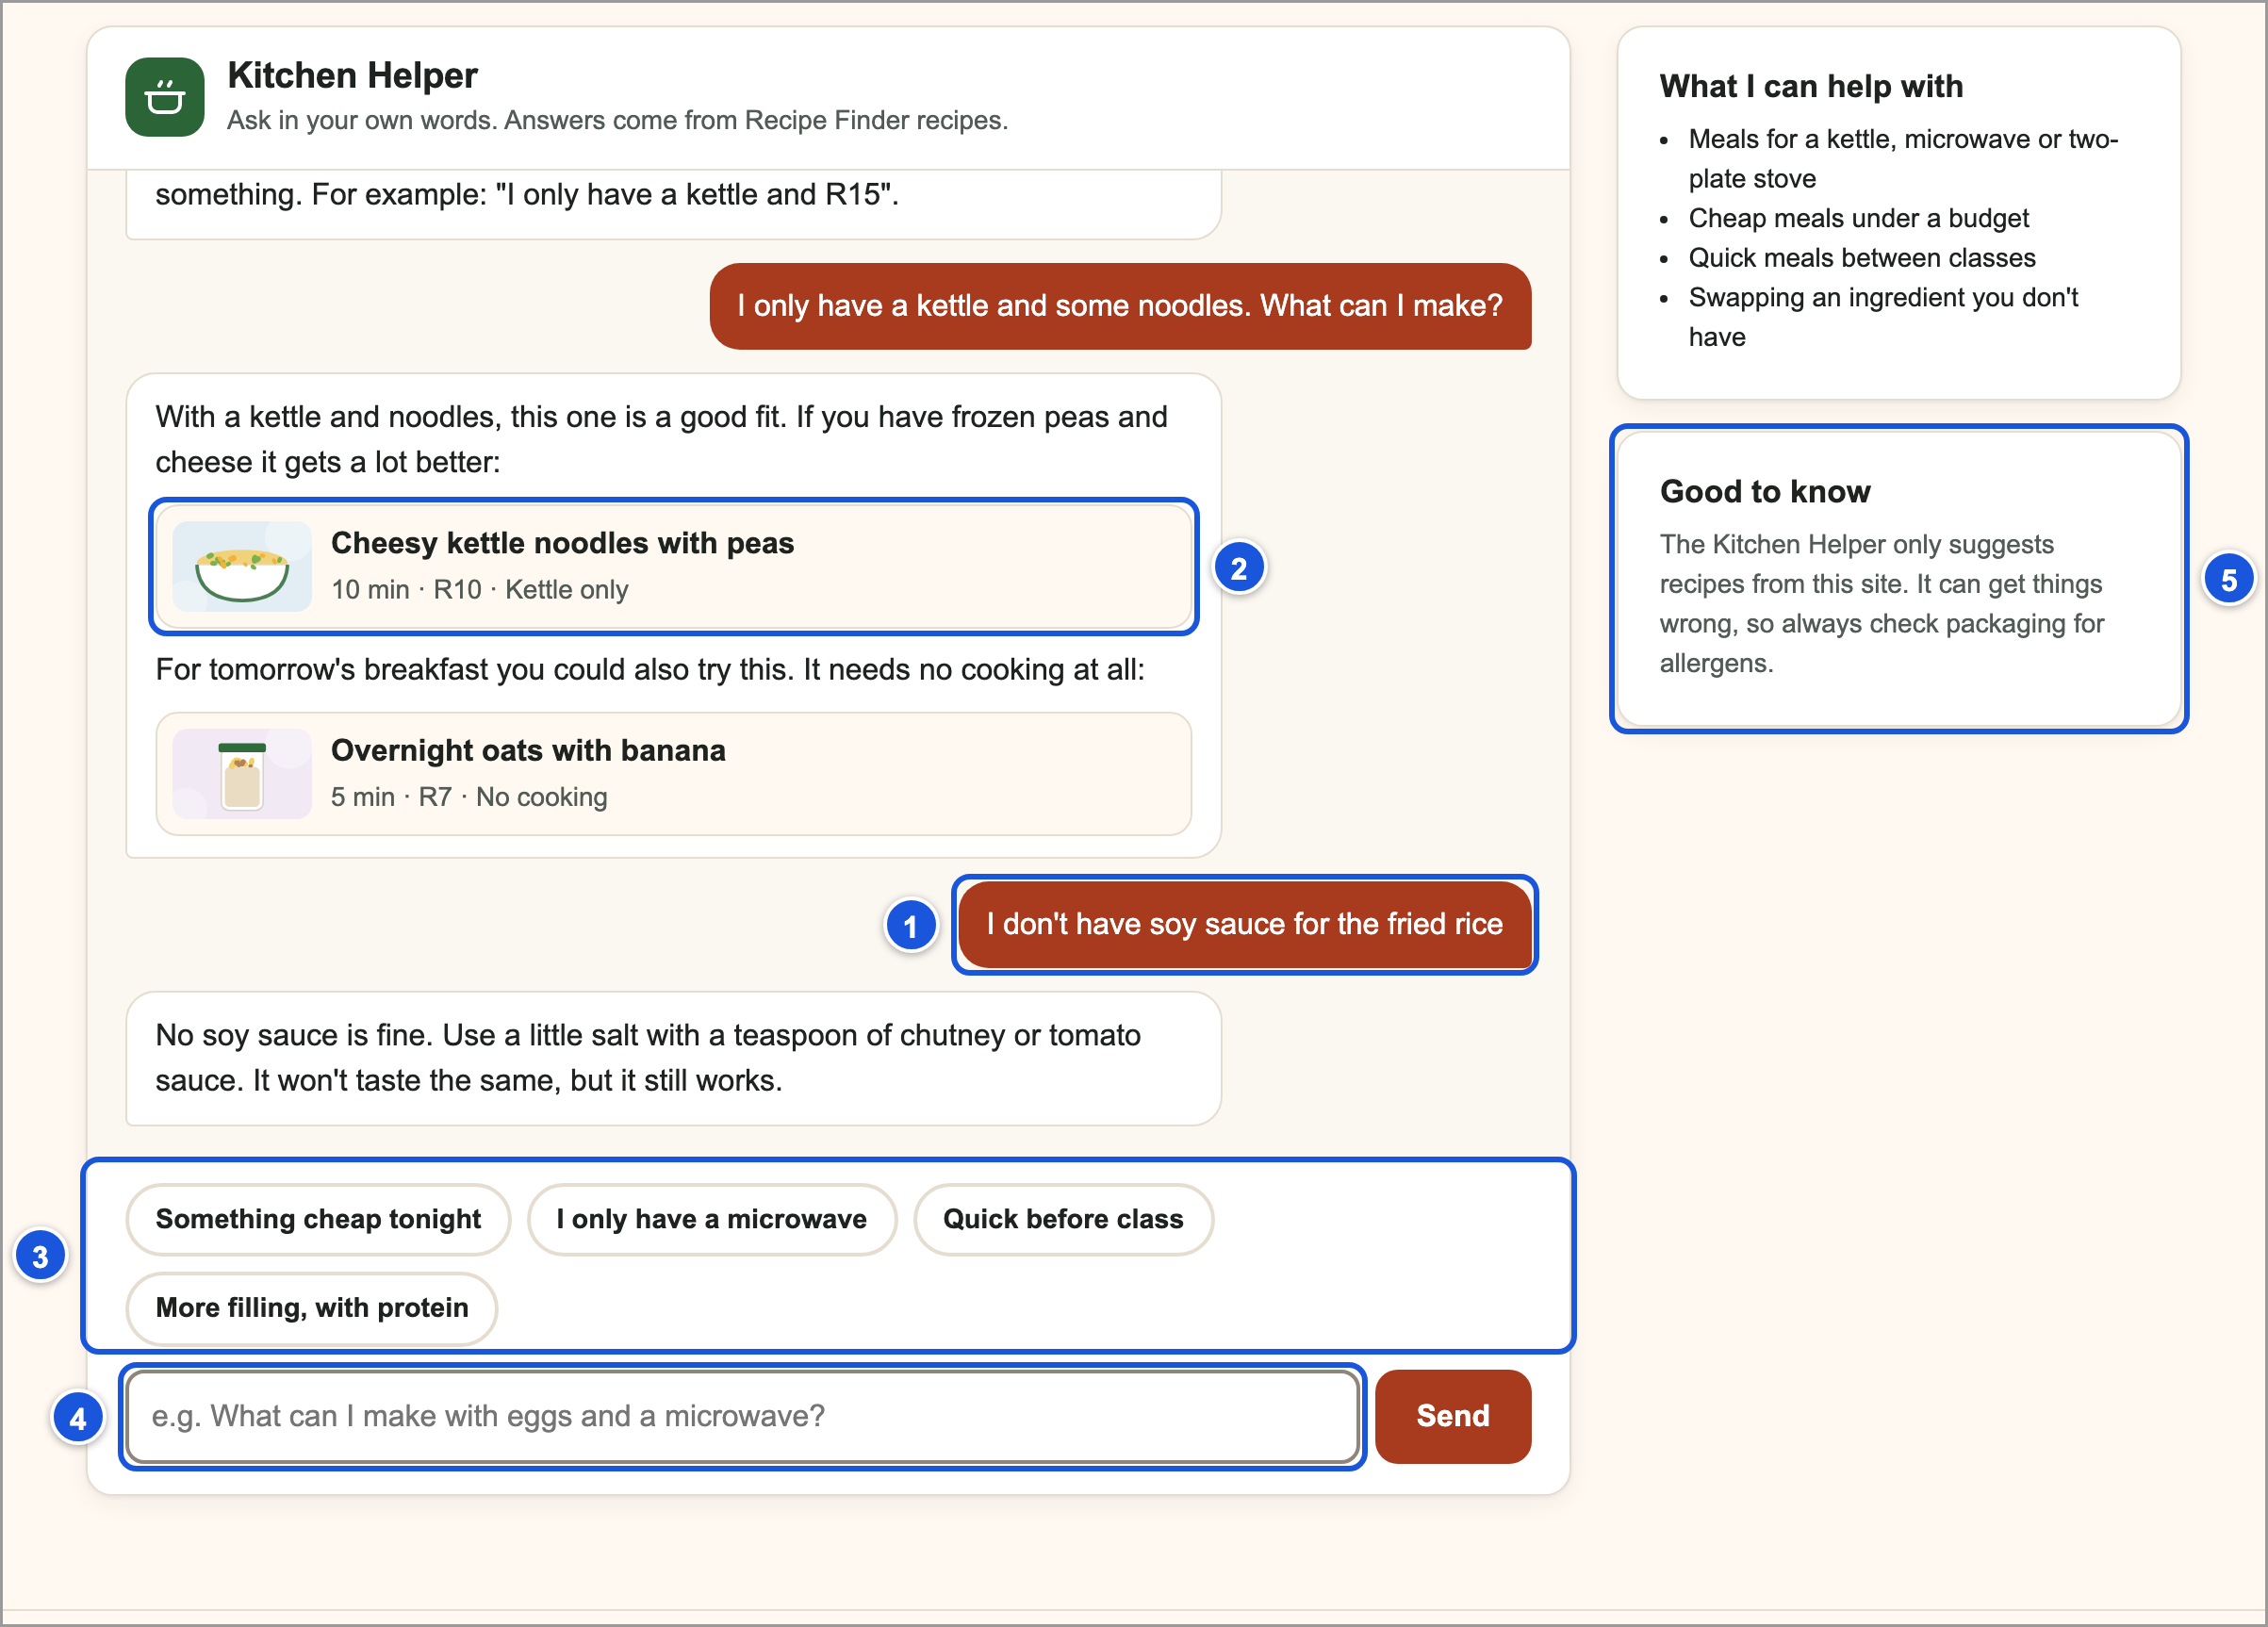 Kitchen Helper
Ask in your own words. Answers come from Recipe Finder recipes.
something. For example: "I only have a kettle and R15".
I only have a kettle and some noodles. What can I make?
With a kettle and noodles, this one is a good fit. If you have frozen peas and
cheese it gets a lot better:
Cheesy kettle noodles with peas
10 min · R10 · Kettle only
2
For tomorrow's breakfast you could also try this. It needs no cooking at all:
Overnight oats with banana
5 min · R7 · No cooking
1
I don't have soy sauce for the fried rice
No soy sauce is fine. Use a little salt with a teaspoon of chutney or tomato
sauce. It won't taste the same, but it still works.
3
Something cheap tonight
I only have a microwave
Quick before class
More filling, with protein
4
e.g. What can I make with eggs and a microwave?
Send
What I can help with
• Meals for a kettle, microwave or two-
plate stove
• Cheap meals under a budget
• Quick meals between classes
• Swapping an ingredient you don't
have
Good to know
The Kitchen Helper only suggests
recipes from this site. It can get things
wrong, so always check packaging for
allergens.
5